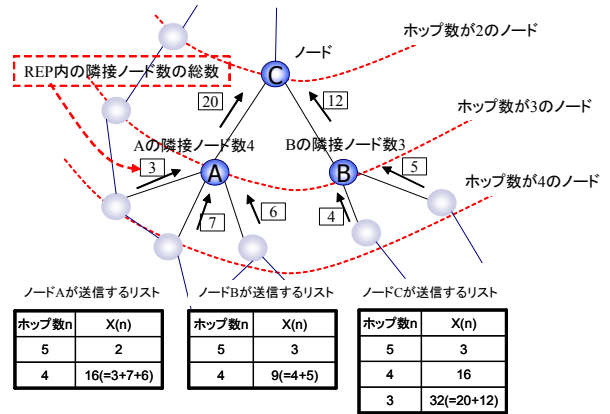 ノード
ホップ数が2のノード
C
REP内の隣接ノード数の総数
20
12
ホップ数が3のノード
Aの隣接ノード数4
Bの隣接ノード数3
3
A
B
5
ホップ数が4のノード
7
6
4
ノードAが送信するリスト
ホップ数n X(n)
5 2
4 16(=3+7+6)
ノードBが送信するリスト
ホップ数n X(n)
5 3
4 9(=4+5)
ノードCが送信するリスト
ホップ数n X(n)
5 3
4 16
3 32(=20+12)